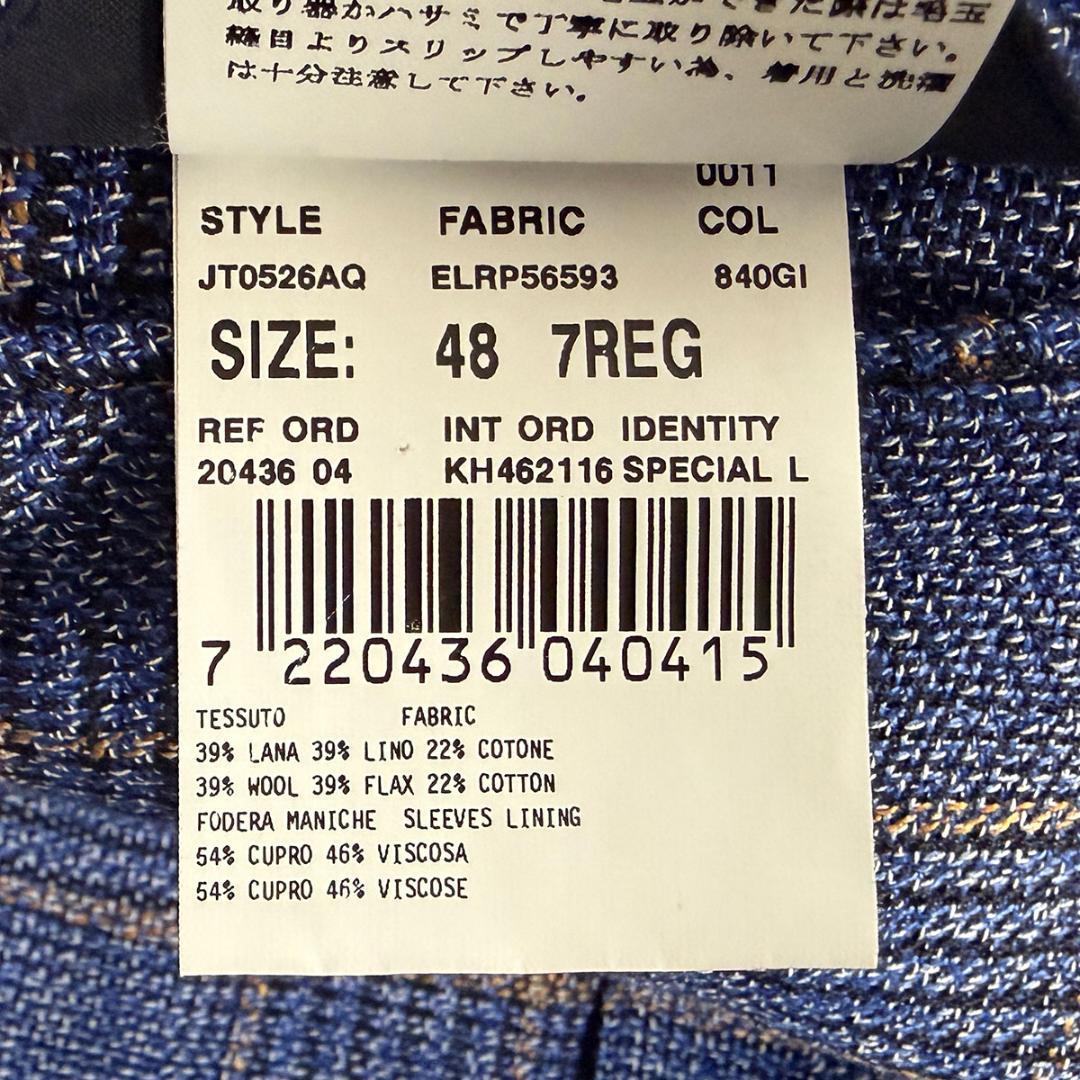 取り器かハサミで丁寧に取り除いて下さい。
縫目よりスリップしやすい為、着用と洗濯
は十分注意して下さい。
0011
STYLE FABRIC COL
JT0526AQ ELRP56593 840GI
SIZE: 48 7REG
REF ORD INT ORD IDENTITY
20436 04 KH462116 SPECIAL L
7 220436 040415
TESSUTO FABRIC
39% LANA 39% LINO 22% COTONE
39% WOOL 39% FLAX 22% COTTON
FODERA MANICHE SLEEVES LINING
54% CUPRO 46% VISCOSA
54% CUPRO 46% VISCOSE